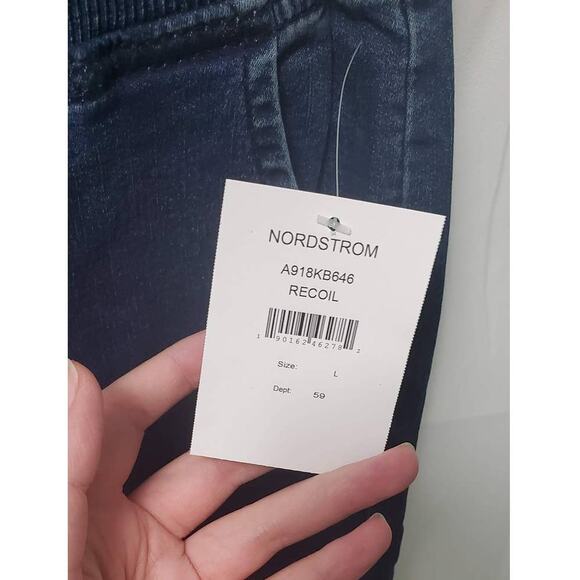 NORDSTROM
A918KB646
RECOIL
1 90162 46278 2
Size: L
Dept: 59